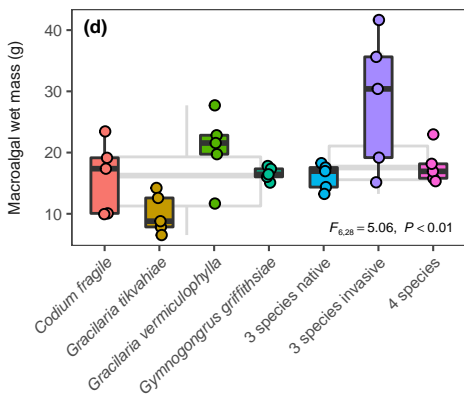 (d)
Macroalgal wet mass (g)
40
30
20
10
F6,28 = 5.06, P < 0.01
Codium fragile
Gracilaria tikvahiae
Gracilaria vermiculophylla
Gymnogongrus griffithsiae
3 species native
3 species invasive
4 species